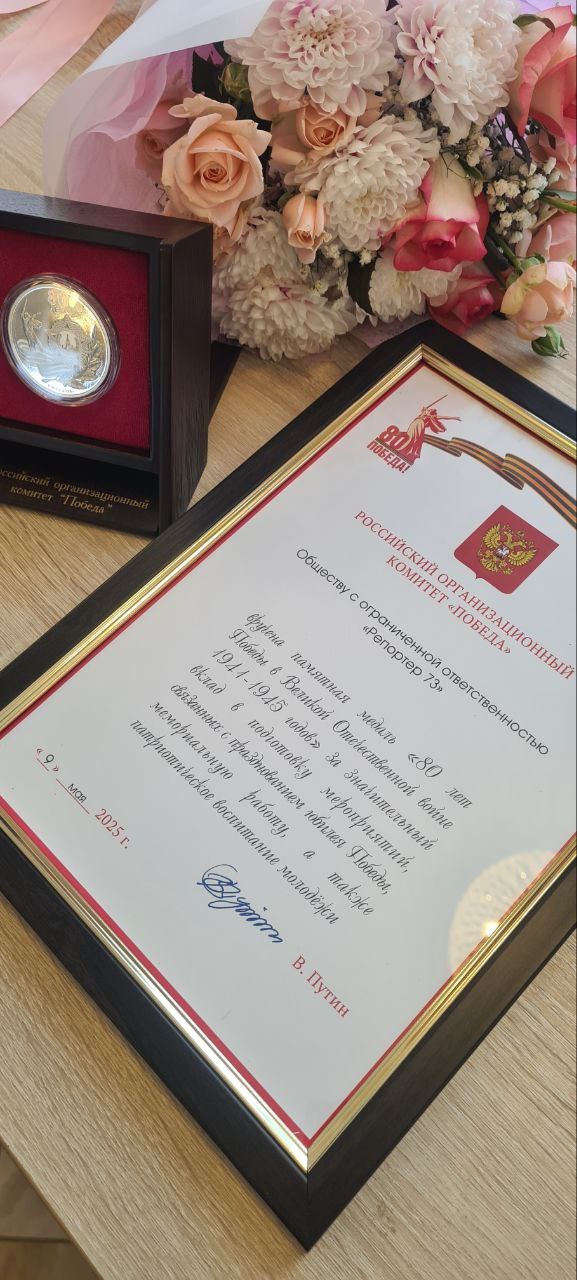 80
ПОБЕДА!
РОССИЙСКИЙ ОРГАНИЗАЦИОННЫЙ
КОМИТЕТ «ПОБЕДА»
Обществу с ограниченной ответственностью
«Репортер 73»
вручена памятная медаль «80 лет
Победы в Великой Отечественной войне
1941-1945 годов» за значительный
вклад в подготовку мероприятий,
связанных с празднованием юбилея Победы,
мемориальную работу, а также
патриотическое воспитание молодёжи
«9» мая 2025 г.
В. Путин
российский организационный
комитет "Победа"